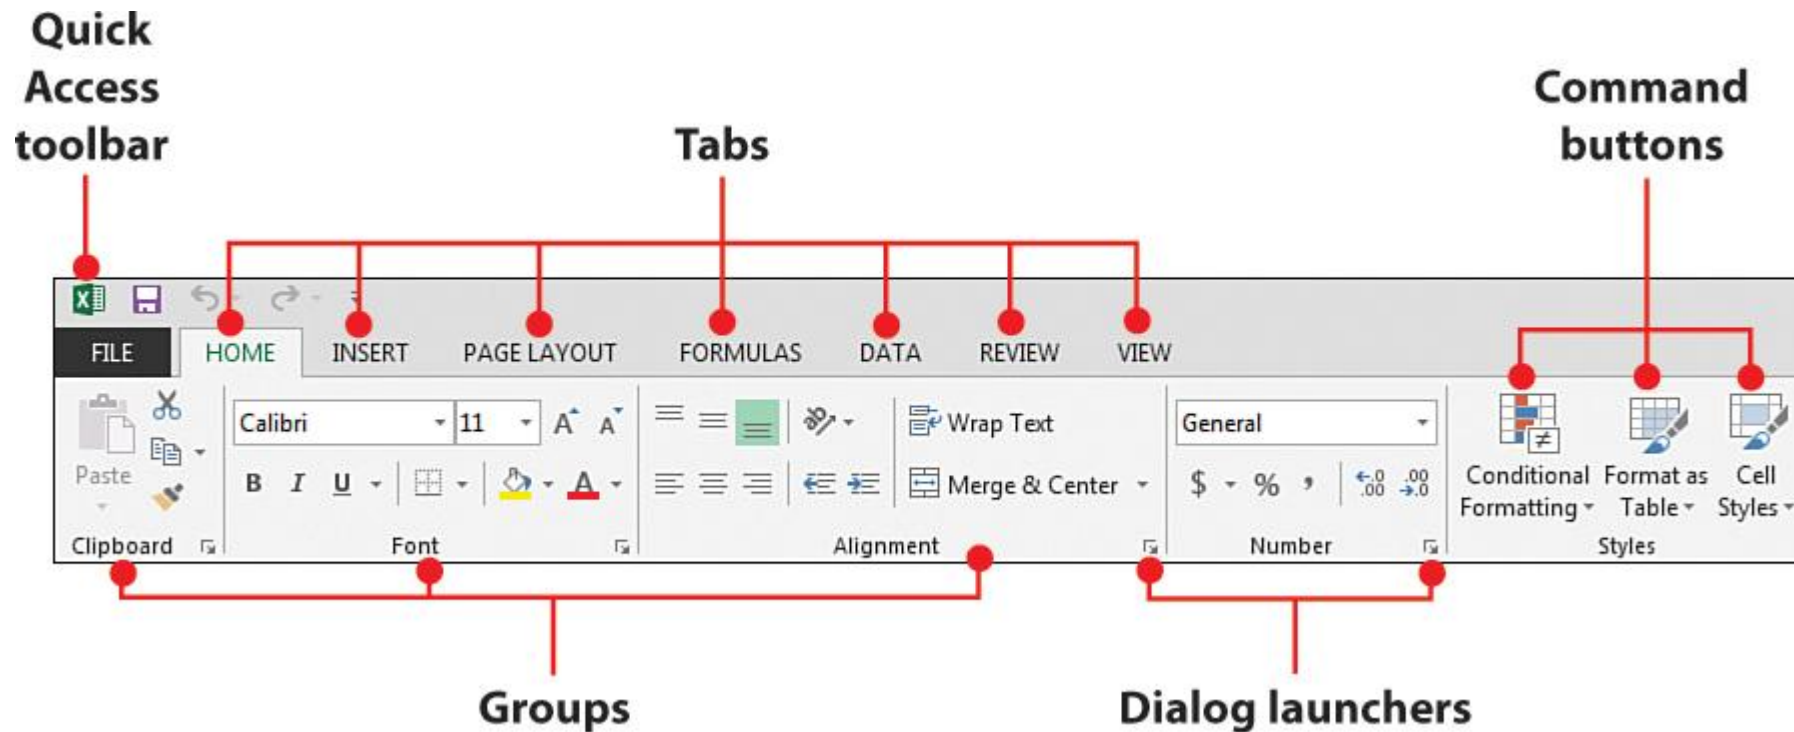 Quick
Access
toolbar
Tabs
Command
buttons
FILE HOME INSERT PAGE LAYOUT FORMULAS DATA REVIEW VIEW
Calibri 11 Wrap Text General
Paste B I U A Merge & Center $ % , Conditional Format as Cell
Formatting Table Styles
Clipboard Font Alignment Number Styles
Groups
Dialog launchers